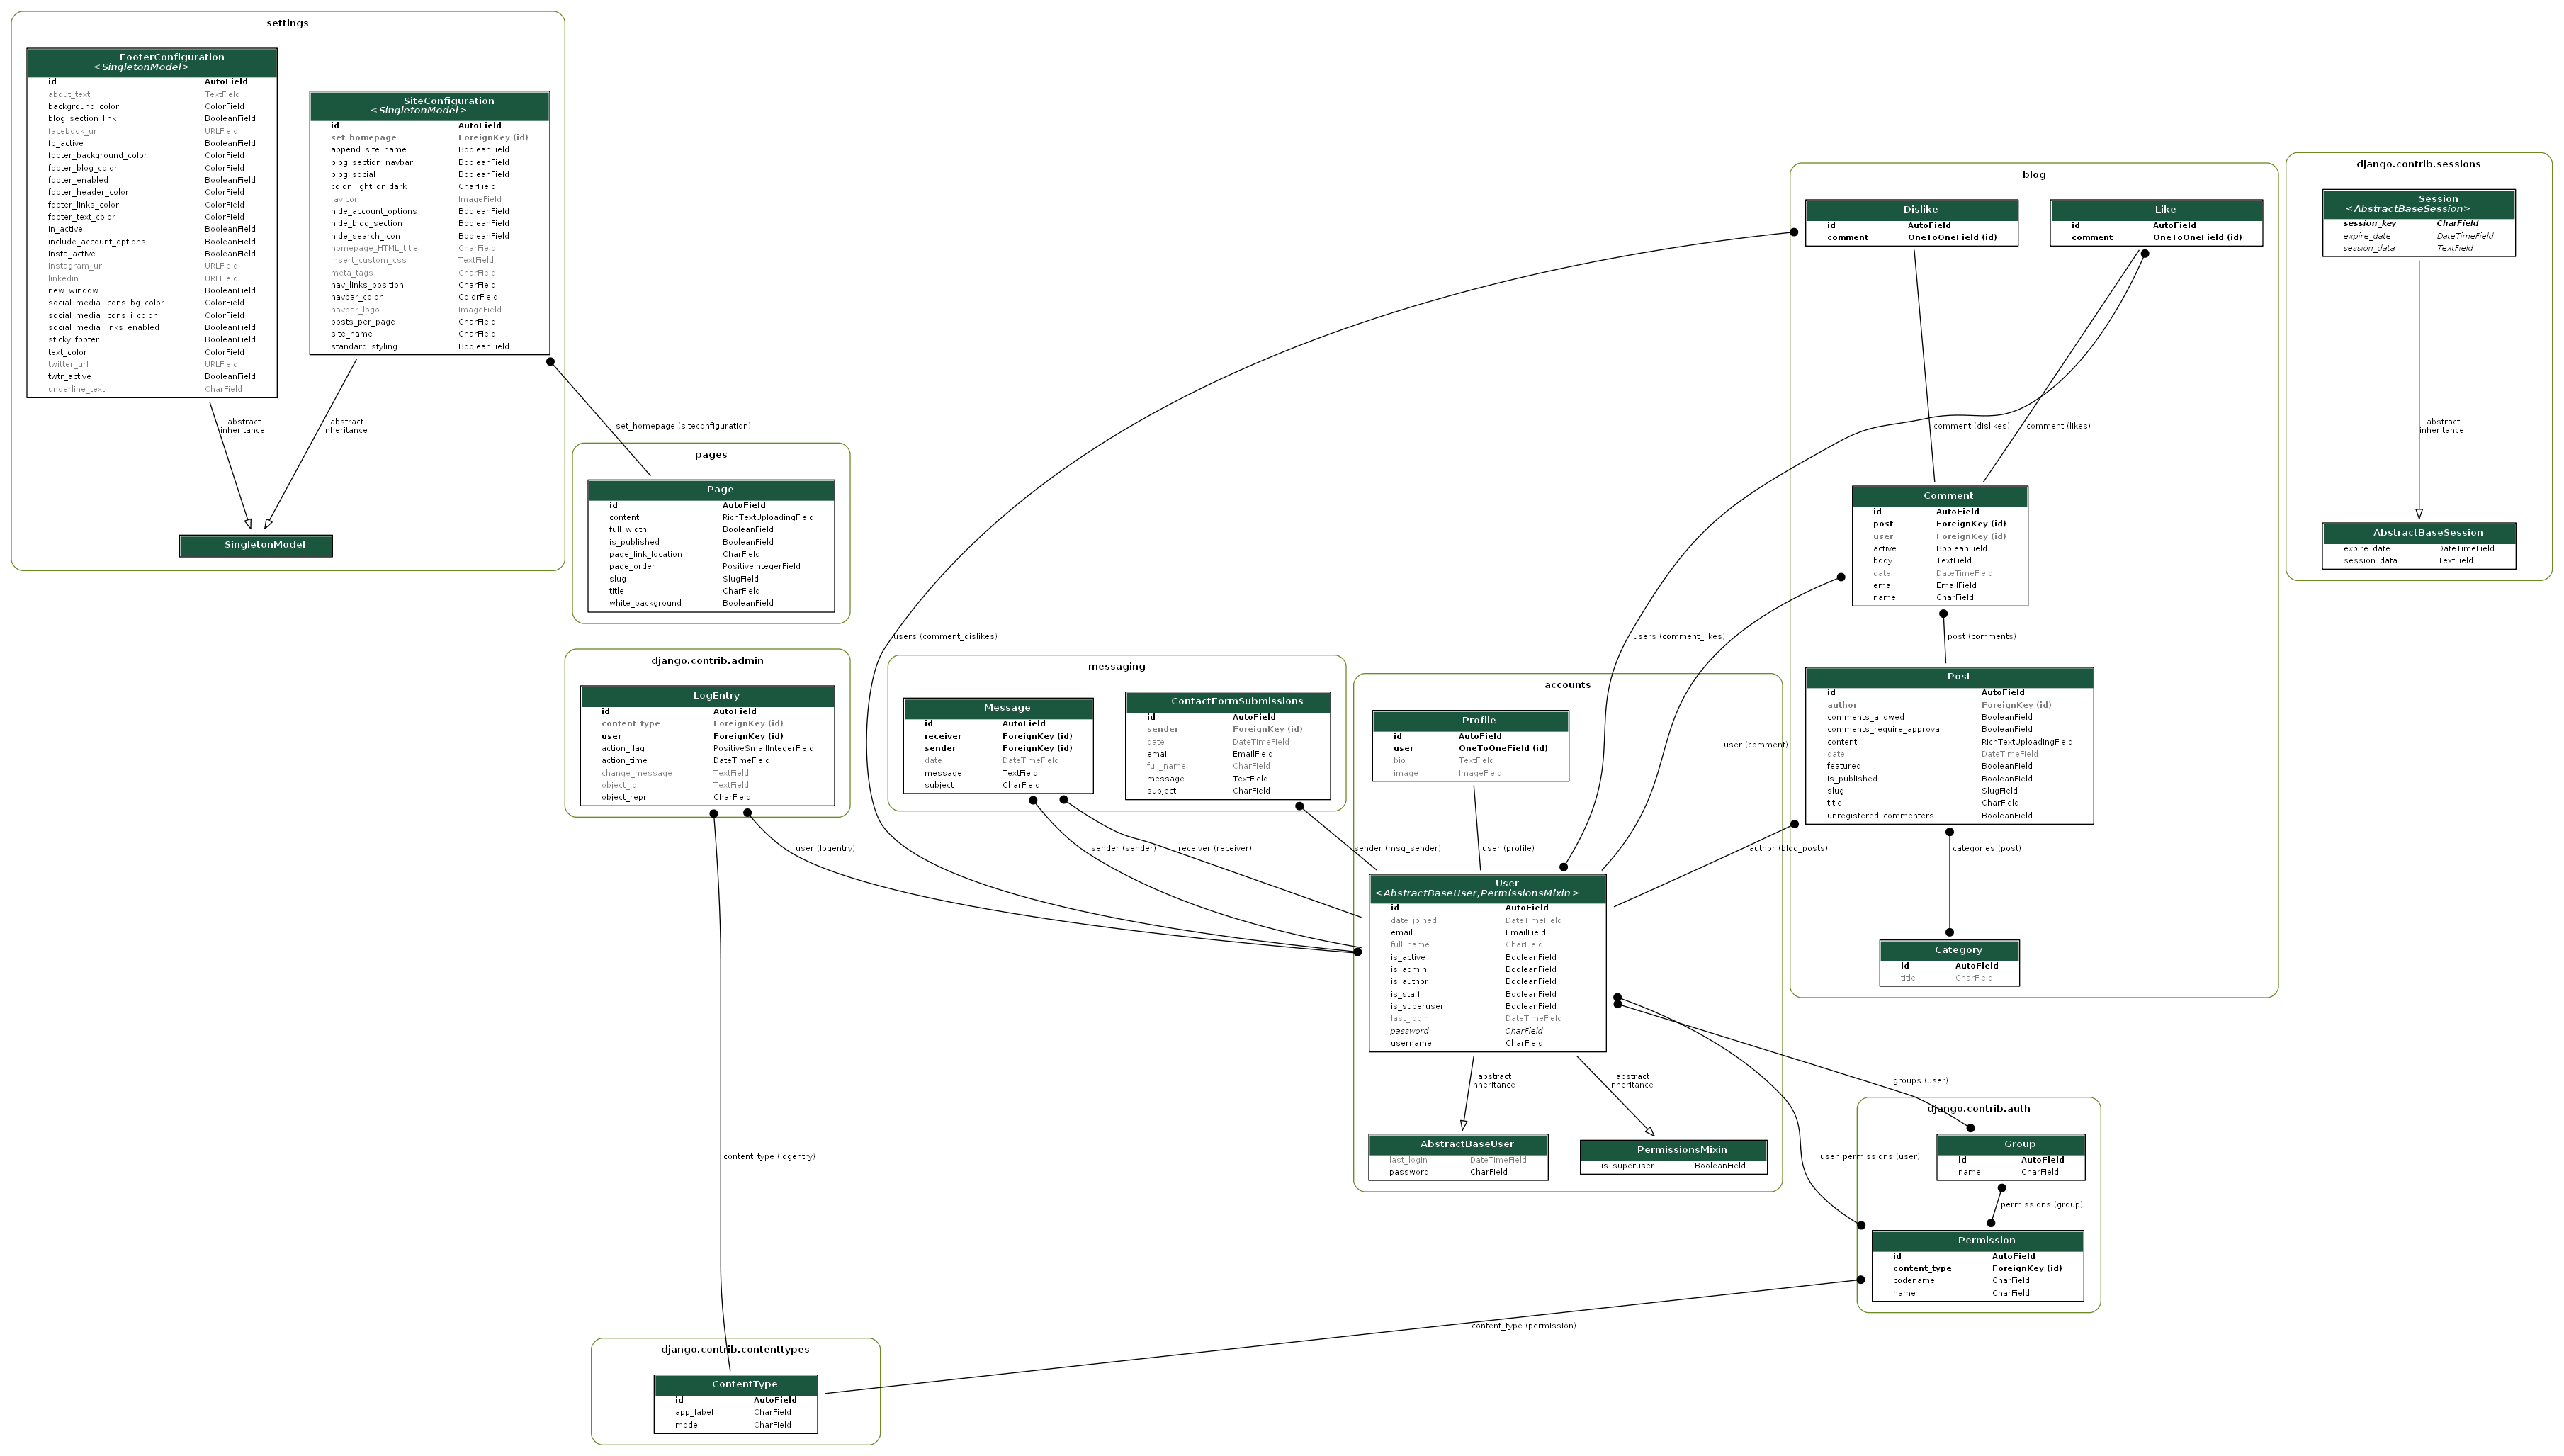 settings
FooterConfiguration
<SingletonModel>
id AutoField
about_text TextField
background_color ColorField
blog_section_link BooleanField
facebook_url URLField
fb_active BooleanField
footer_background_color ColorField
footer_blog_color ColorField
footer_enabled BooleanField
footer_header_color ColorField
footer_links_color ColorField
footer_text_color ColorField
in_active BooleanField
include_account_options BooleanField
insta_active BooleanField
instagram_url URLField
linkedin URLField
new_window BooleanField
social_media_icons_bg_color ColorField
social_media_icons_i_color ColorField
social_media_links_enabled BooleanField
sticky_footer BooleanField
text_color ColorField
twitter_url URLField
twtr_active BooleanField
underline_text CharField
SiteConfiguration
<SingletonModel>
id AutoField
set_homepage ForeignKey (id)
append_site_name BooleanField
blog_section_navbar BooleanField
blog_social BooleanField
color_light_or_dark CharField
favicon ImageField
hide_account_options BooleanField
hide_blog_section BooleanField
hide_search_icon BooleanField
homepage_HTML_title CharField
insert_custom_css TextField
meta_tags CharField
nav_links_position CharField
navbar_color ColorField
navbar_logo ImageField
posts_per_page CharField
site_name CharField
standard_styling BooleanField
abstract
inheritance
abstract
inheritance
SingletonModel
set_homepage (siteconfiguration)
pages
Page
id AutoField
content RichTextUploadingField
full_width BooleanField
is_published BooleanField
page_link_location CharField
page_order PositiveIntegerField
slug SlugField
title CharField
white_background BooleanField
blog
Dislike
id AutoField
comment OneToOneField (id)
Like
id AutoField
comment OneToOneField (id)
comment (dislikes)
comment (likes)
Comment
id AutoField
post ForeignKey (id)
user ForeignKey (id)
active BooleanField
body TextField
date DateTimeField
email EmailField
name CharField
post (comments)
Post
id AutoField
author ForeignKey (id)
comments_allowed BooleanField
comments_require_approval BooleanField
content RichTextUploadingField
date DateTimeField
featured BooleanField
is_published BooleanField
slug SlugField
title CharField
unregistered_commenters BooleanField
categories (post)
Category
id AutoField
title CharField
django.contrib.sessions
Session
<AbstractBaseSession>
session_key CharField
expire_date DateTimeField
session_data TextField
abstract
inheritance
AbstractBaseSession
expire_date DateTimeField
session_data TextField
users (comment_dislikes)
users (comment_likes)
user (comment)
author (blog_posts)
django.contrib.admin
LogEntry
id AutoField
content_type ForeignKey (id)
user ForeignKey (id)
action_flag PositiveSmallIntegerField
action_time DateTimeField
change_message TextField
object_id TextField
object_repr CharField
user (logentry)
content_type (logentry)
messaging
Message
id AutoField
receiver ForeignKey (id)
sender ForeignKey (id)
date DateTimeField
message TextField
subject CharField
ContactFormSubmissions
id AutoField
sender ForeignKey (id)
date DateTimeField
email EmailField
full_name CharField
message TextField
subject CharField
sender (sender)
receiver (receiver)
sender (msg_sender)
accounts
Profile
id AutoField
user OneToOneField (id)
bio TextField
image ImageField
user (profile)
User
<AbstractBaseUser,PermissionsMixin>
id AutoField
date_joined DateTimeField
email EmailField
full_name CharField
is_active BooleanField
is_admin BooleanField
is_author BooleanField
is_staff BooleanField
is_superuser BooleanField
last_login DateTimeField
password CharField
username CharField
abstract
inheritance
abstract
inheritance
AbstractBaseUser
last_login DateTimeField
password CharField
PermissionsMixin
is_superuser BooleanField
groups (user)
user_permissions (user)
django.contrib.auth
Group
id AutoField
name CharField
permissions (group)
Permission
id AutoField
content_type ForeignKey (id)
codename CharField
name CharField
content_type (permission)
django.contrib.contenttypes
ContentType
id AutoField
app_label CharField
model CharField